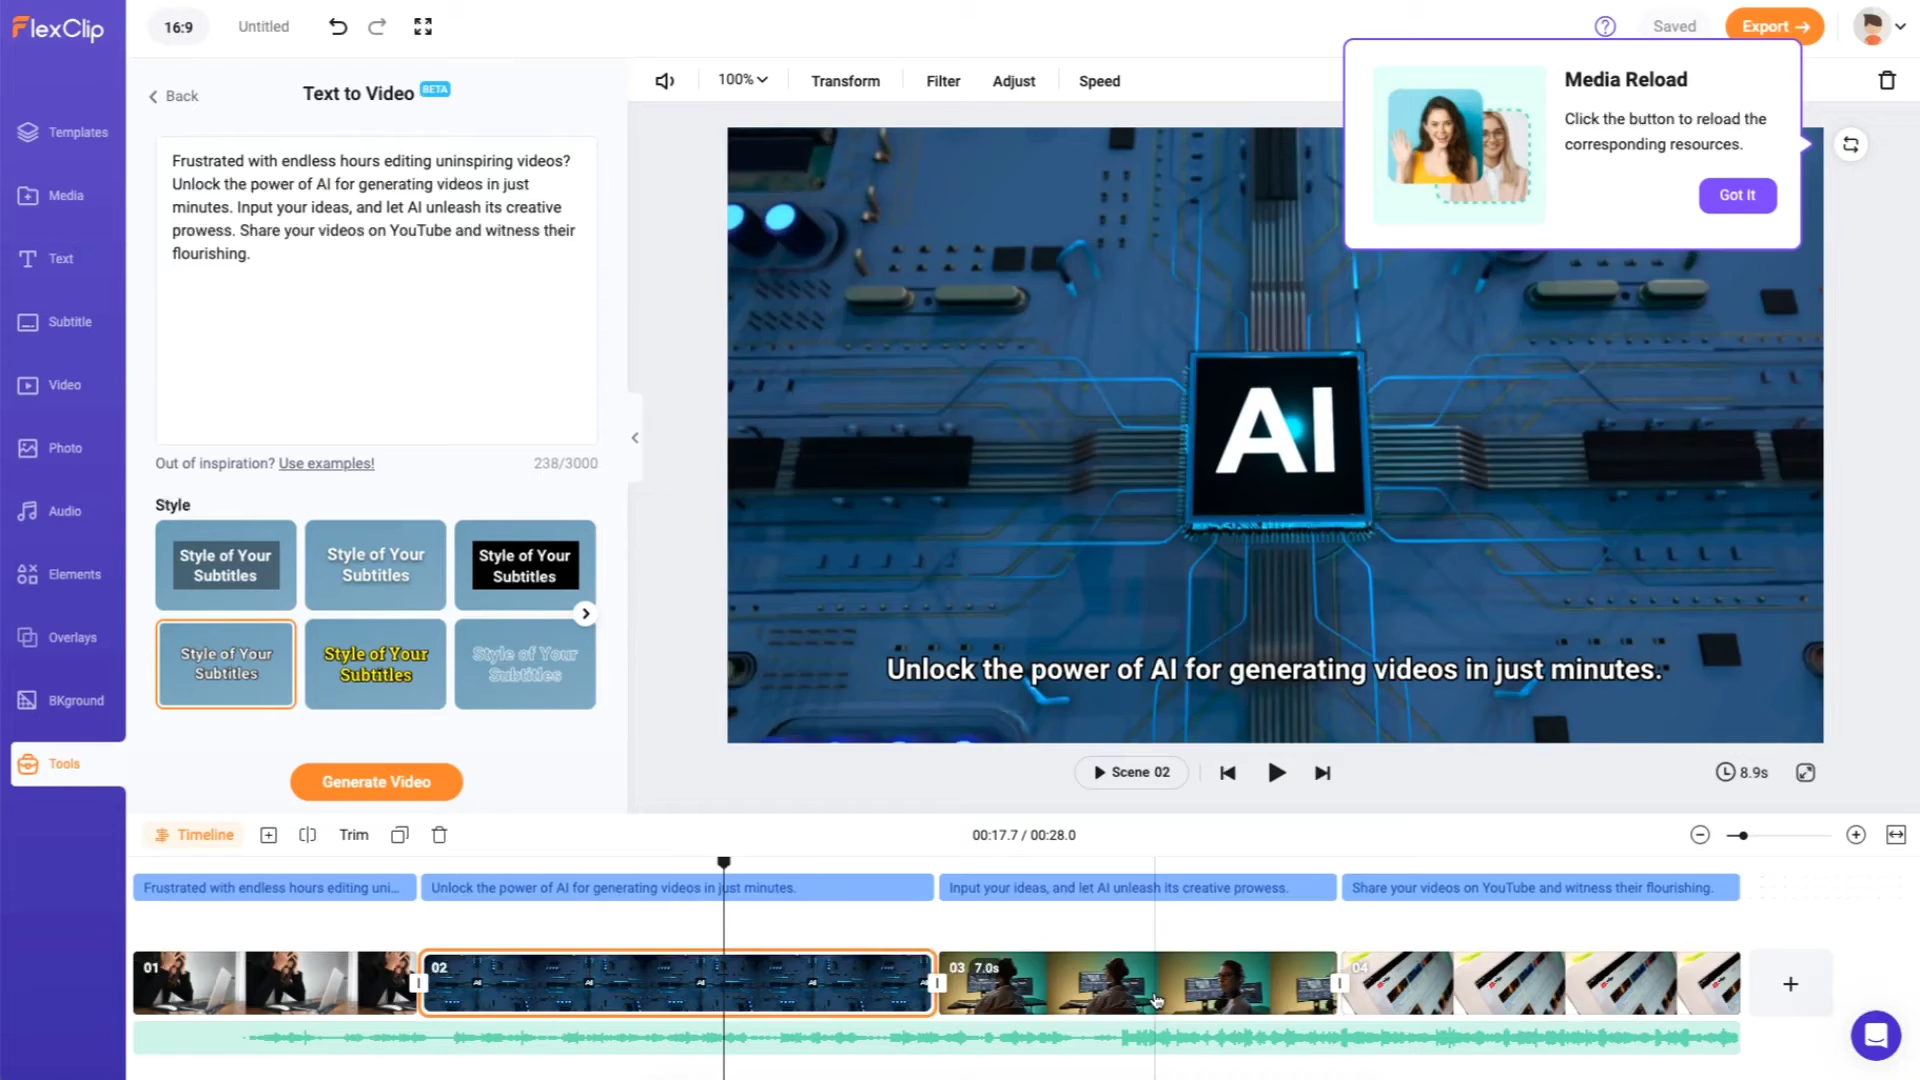 FlexClip
16:9
Untitled
Saved
Export →
Templates
Media
Text
Subtitle
Video
Photo
Audio
Elements
Overlays
BKground
Tools
Back
Text to Video BETA
Frustrated with endless hours editing uninspiring videos?
Unlock the power of AI for generating videos in just
minutes. Input your ideas, and let AI unleash its creative
prowess. Share your videos on YouTube and witness their
flourishing.
Out of inspiration? Use examples!
238/3000
Style
Style of Your
Subtitles
Style of Your
Subtitles
Style of Your
Subtitles
Style of Your
Subtitles
Style of Your
Subtitles
Style of Your
Subtitles
Generate Video
100%
Transform
Filter
Adjust
Speed
Media Reload
Click the button to reload the
corresponding resources.
Got It
AI
Unlock the power of AI for generating videos in just minutes.
Scene 02
8.9s
Timeline
Trim
00:17.7 / 00:28.0
Frustrated with endless hours editing uni...
Unlock the power of AI for generating videos in just minutes.
Input your ideas, and let AI unleash its creative prowess.
Share your videos on YouTube and witness their flourishing.
01
02
03 7.0s
04